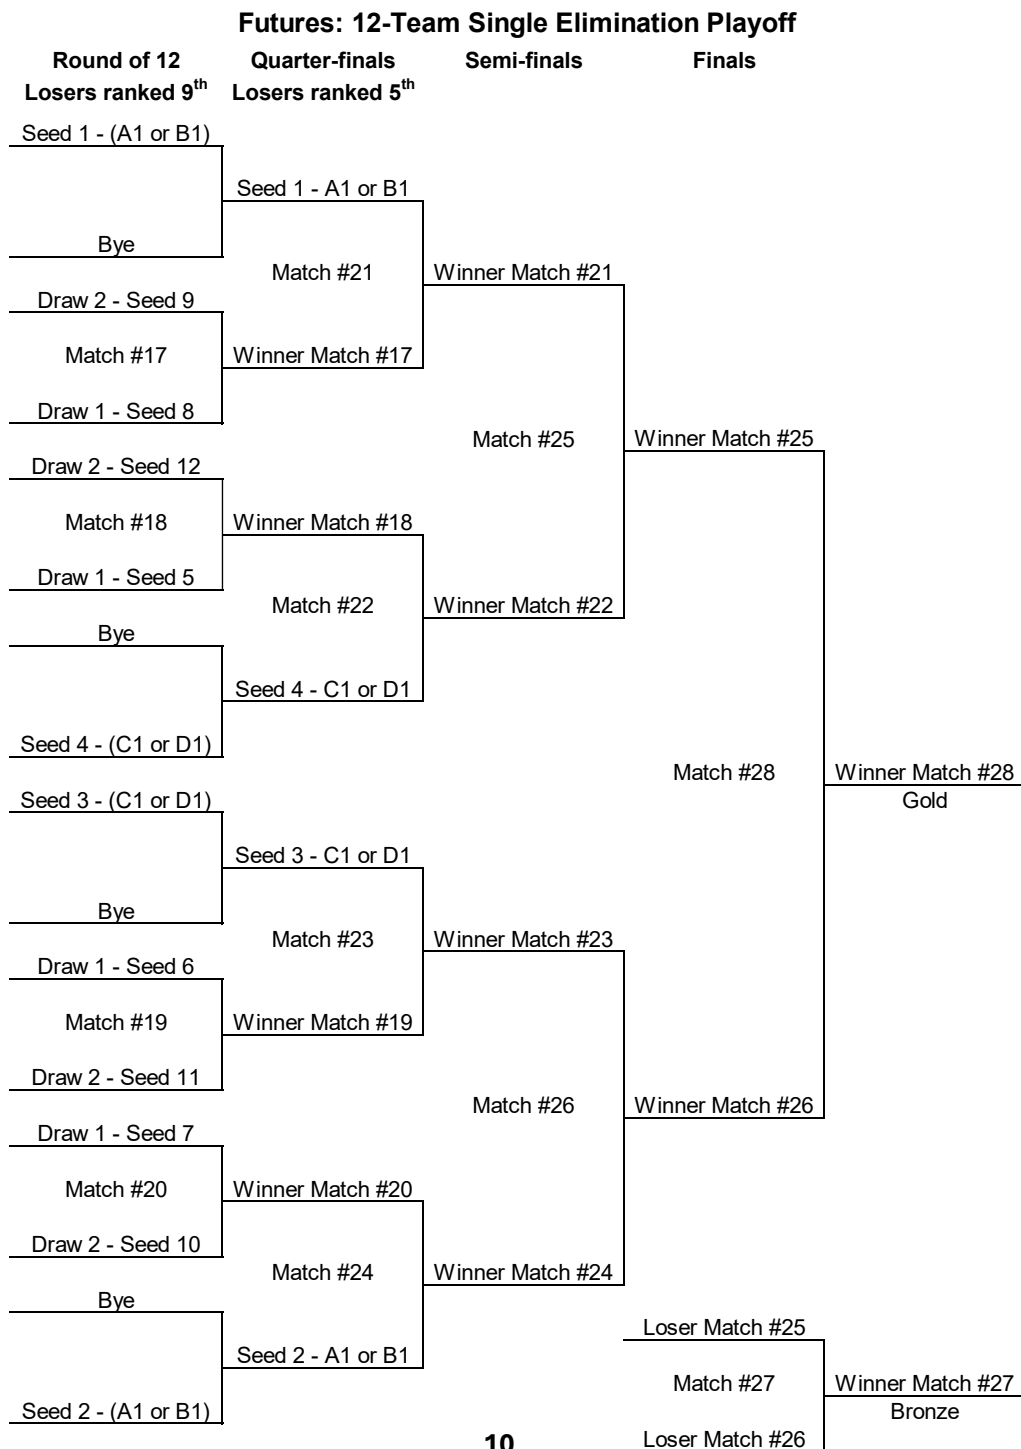 Futures: 12-Team Single Elimination Playoff
Round of 12 Quarter-finals Semi-finals Finals
Losers ranked 9th Losers ranked 5th
Seed 1 - (A1 or B1)
Seed 1 - A1 or B1
Bye
Match #21 Winner Match #21
Draw 2 - Seed 9
Match #17 Winner Match #17
Draw 1 - Seed 8
Match #25 Winner Match #25
Draw 2 - Seed 12
Match #18 Winner Match #18
Draw 1 - Seed 5
Match #22 Winner Match #22
Bye
Seed 4 - C1 or D1
Seed 4 - (C1 or D1)
Match #28 Winner Match #28
Seed 3 - (C1 or D1) Gold
Seed 3 - C1 or D1
Bye
Match #23 Winner Match #23
Draw 1 - Seed 6
Match #19 Winner Match #19
Draw 2 - Seed 11
Match #26 Winner Match #26
Draw 1 - Seed 7
Match #20 Winner Match #20
Draw 2 - Seed 10
Match #24 Winner Match #24
Bye
Loser Match #25
Seed 2 - A1 or B1
Match #27 Winner Match #27
Seed 2 - (A1 or B1) Bronze
10 Loser Match #26